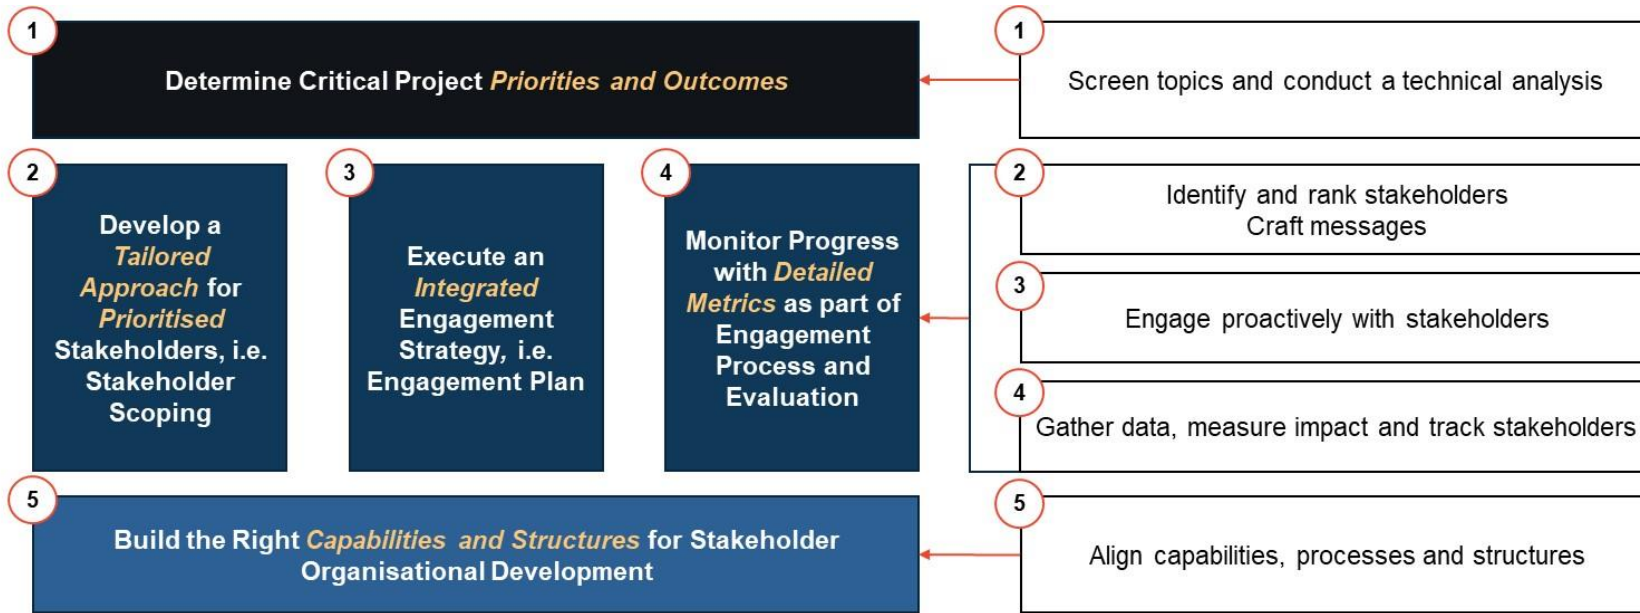 1
Determine Critical Project Priorities and Outcomes
1
Screen topics and conduct a technical analysis
2
Develop a
Tailored
Approach for
Prioritised
Stakeholders, i.e.
Stakeholder
Scoping
3
Execute an
Integrated
Engagement
Strategy, i.e.
Engagement Plan
4
Monitor Progress
with Detailed
Metrics as part of
Engagement
Process and
Evaluation
2
Identify and rank stakeholders
Craft messages
3
Engage proactively with stakeholders
4
Gather data, measure impact and track stakeholders
5
Build the Right Capabilities and Structures for Stakeholder
Organisational Development
5
Align capabilities, processes and structures